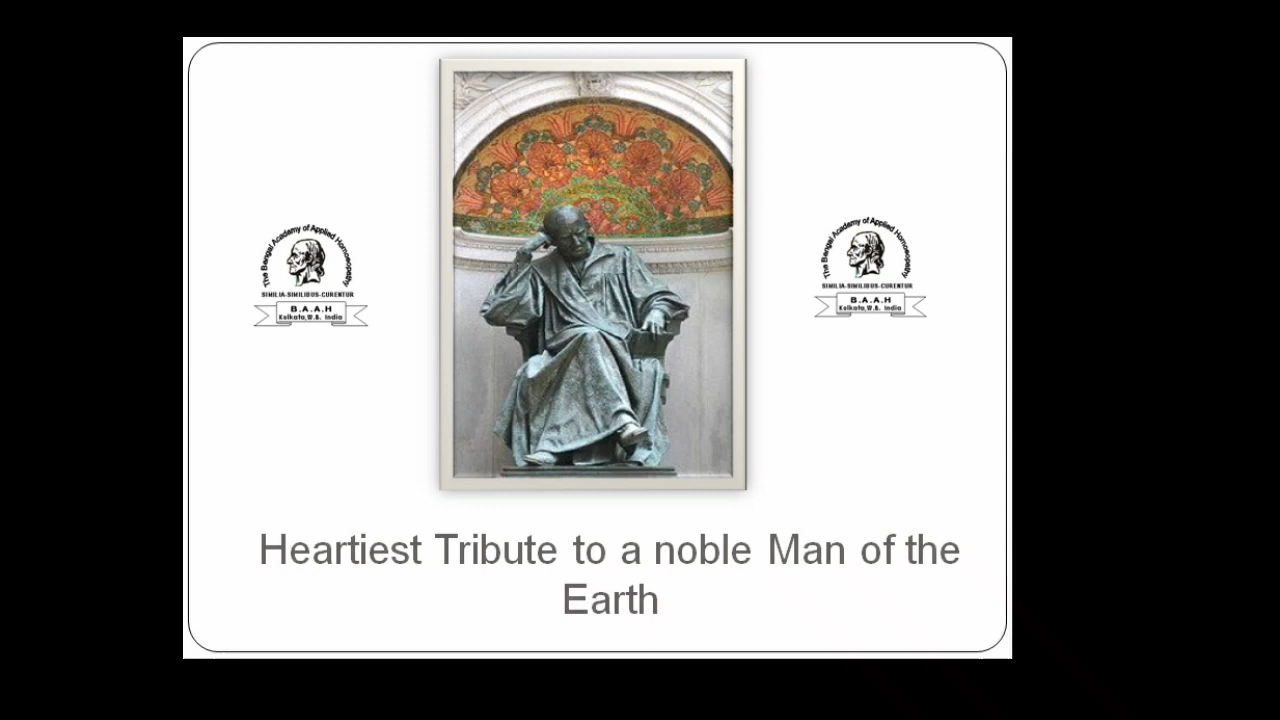 The Bengal Academy of Applied Homoeopathy
SIMILIA-SIMILIBUS-CURENTUR
B.A.A.H
Kolkata,W.B. India
The Bengal Academy of Applied Homoeopathy
SIMILIA-SIMILIBUS-CURENTUR
B.A.A.H
Kolkata,W.B. India
Heartiest Tribute to a noble Man of the
Earth